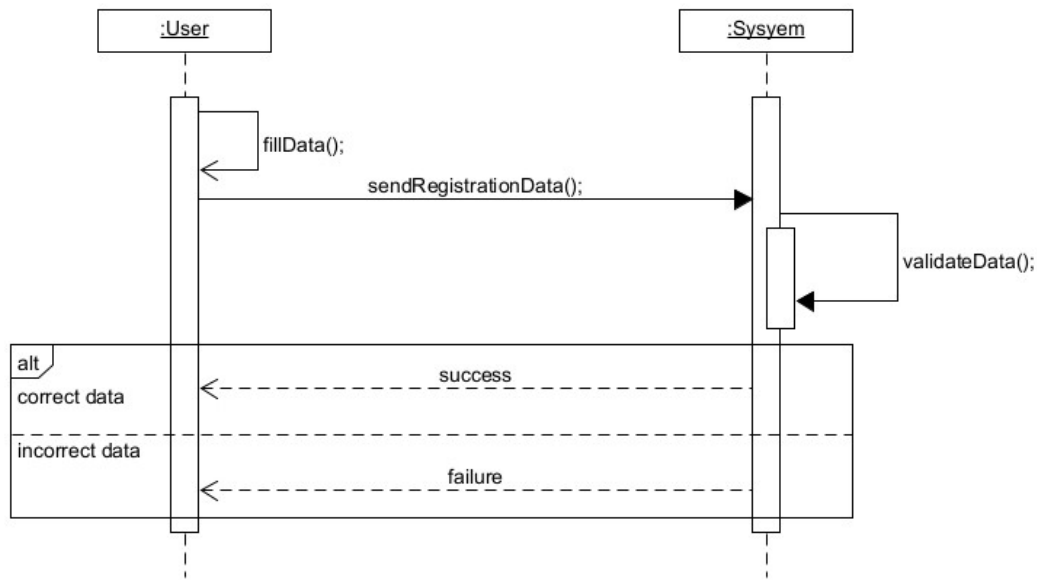 :User
:Sysyem
fillData();
sendRegistrationData();
validateData();
alt
correct data
success
incorrect data
failure